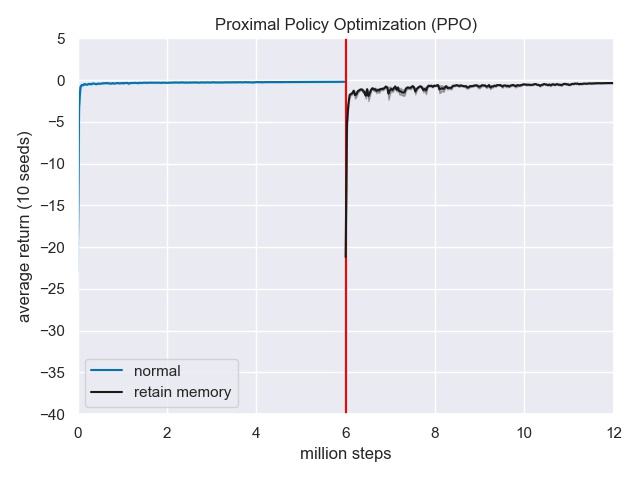 Proximal Policy Optimization (PPO)
average return (10 seeds)
5
0
−5
−10
−15
−20
−25
−30
−35
−40
normal
retain memory
0 2 4 6 8 10 12
million steps